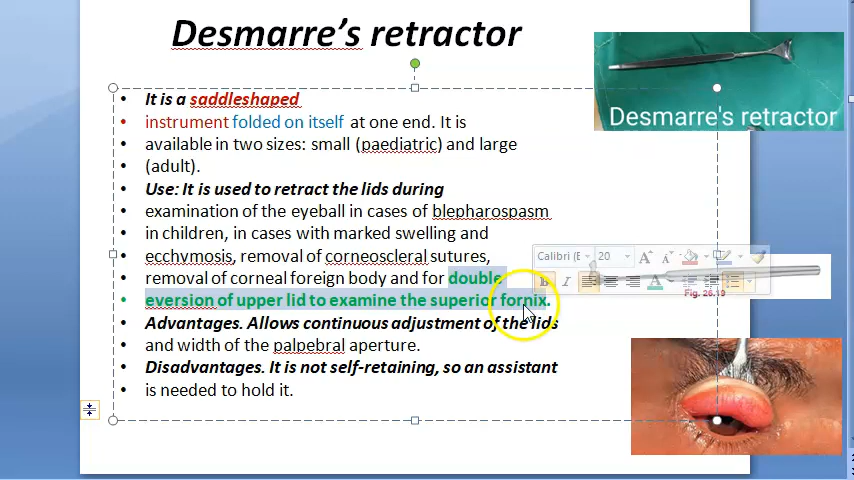 Desmarre's retractor
It is a saddleshaped
instrument folded on itself at one end. It is
available in two sizes: small (paediatric) and large
(adult).
Use: It is used to retract the lids during
examination of the eyeball in cases of blepharospasm
in children, in cases with marked swelling and
ecchymosis, removal of corneoscleral sutures,
removal of corneal foreign body and for double
eversion of upper lid to examine the superior fornix.
Advantages. Allows continuous adjustment of the lids
and width of the palpebral aperture.
Disadvantages. It is not self-retaining, so an assistant
is needed to hold it.
Desmarre's retractor
Calibri (E
20
Fig. 26.19